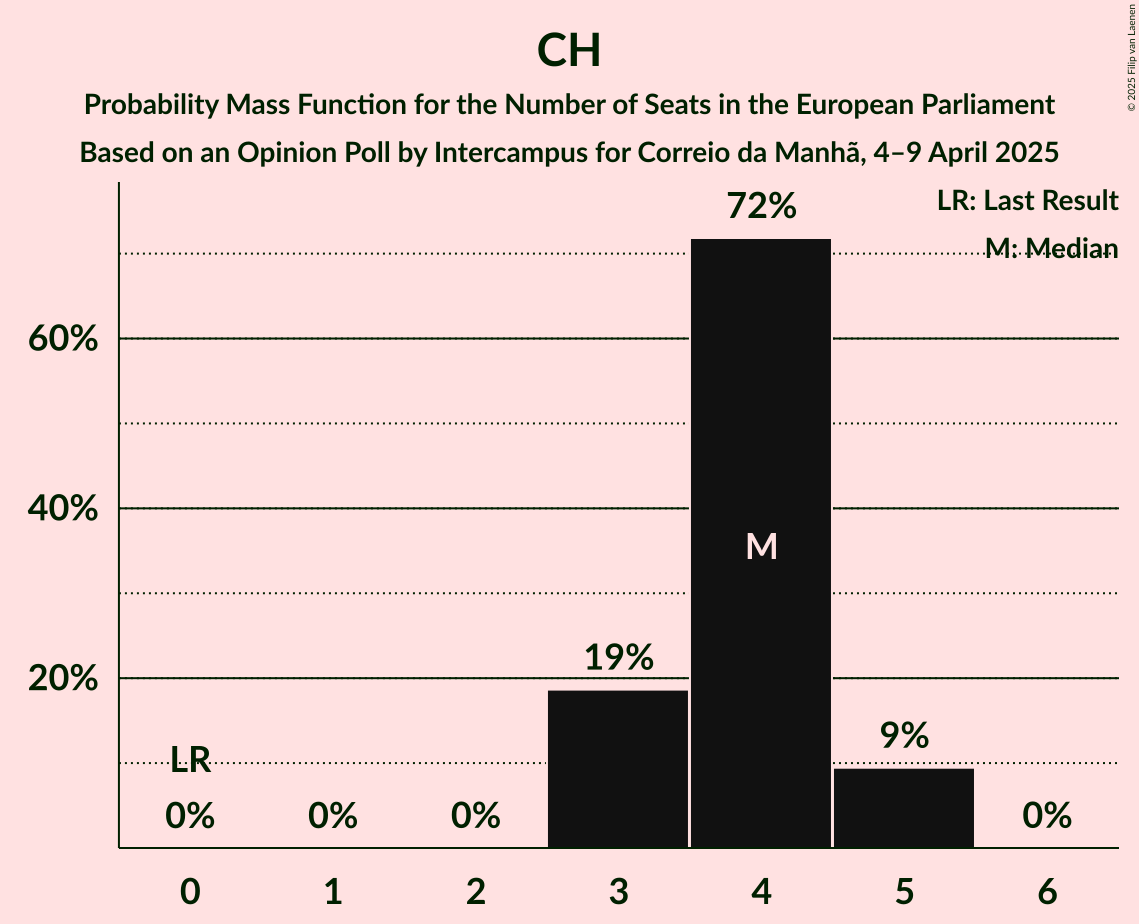 CH
Probability Mass Function for the Number of Seats in the European Parliament
Based on an Opinion Poll by Intercampus for Correio da Manhã, 4–9 April 2025
© 2025 Filip van Laenen
LR: Last Result
M: Median
72%
60%
40%
M
20%
19%
9%
LR
0%
0%
0%
0%
0
1
2
3
4
5
6